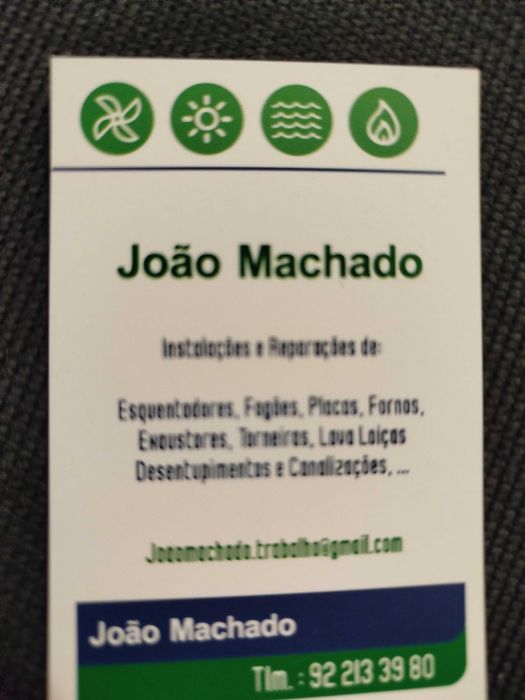 João Machado
Instalações e Reparações de:
Esquentadores, Fogões, Placas, Fornos,
Exaustores, Torneiras, Lava Loiças
Desentupimentos e Canalizações, ...
Joaomachado.trabalho@gmail.com
João Machado
Tlm. : 92 213 39 80